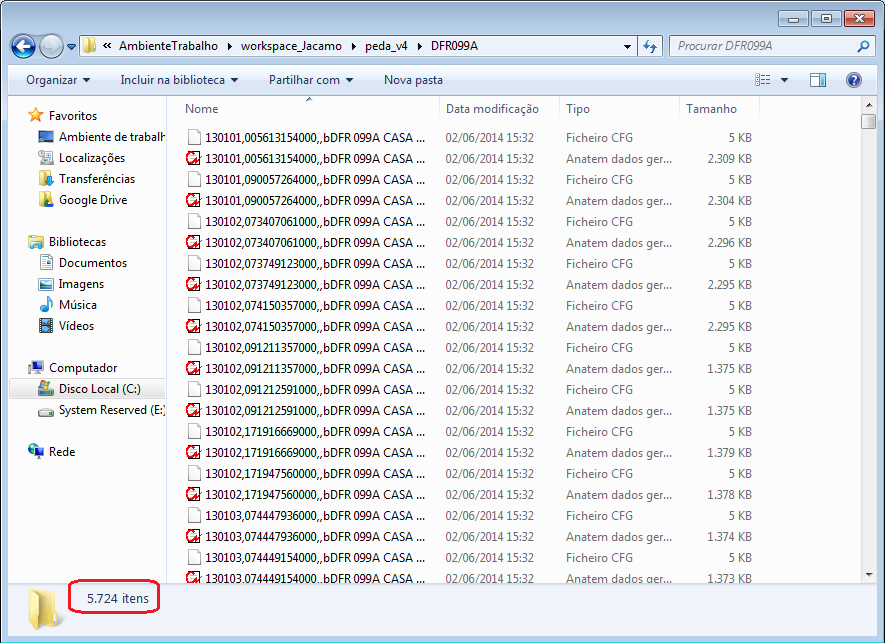 « AmbienteTrabalho ▸ workspace_Jacamo ▸ peda_v4 ▸ DFR099A
Procurar DFR099A
Organizar Incluir na biblioteca Partilhar com Nova pasta
Favoritos
Ambiente de trabalh
Localizações
Transferências
Google Drive
Bibliotecas
Documentos
Imagens
Música
Vídeos
Computador
Disco Local (C:)
System Reserved (E:)
Rede
Nome Data modificação Tipo Tamanho
130101,005613154000,,bDFR 099A CASA ... 02/06/2014 15:32 Ficheiro CFG 5 KB
130101,005613154000,,bDFR 099A CASA ... 02/06/2014 15:32 Anatem dados ger... 2.309 KB
130101,090057264000,,bDFR 099A CASA ... 02/06/2014 15:32 Ficheiro CFG 5 KB
130101,090057264000,,bDFR 099A CASA ... 02/06/2014 15:32 Anatem dados ger... 2.304 KB
130102,073407061000,,bDFR 099A CASA ... 02/06/2014 15:32 Ficheiro CFG 5 KB
130102,073407061000,,bDFR 099A CASA ... 02/06/2014 15:32 Anatem dados ger... 2.296 KB
130102,073749123000,,bDFR 099A CASA ... 02/06/2014 15:32 Ficheiro CFG 5 KB
130102,073749123000,,bDFR 099A CASA ... 02/06/2014 15:32 Anatem dados ger... 2.295 KB
130102,074150357000,,bDFR 099A CASA ... 02/06/2014 15:32 Ficheiro CFG 5 KB
130102,074150357000,,bDFR 099A CASA ... 02/06/2014 15:32 Anatem dados ger... 2.295 KB
130102,091211357000,,bDFR 099A CASA ... 02/06/2014 15:32 Ficheiro CFG 5 KB
130102,091211357000,,bDFR 099A CASA ... 02/06/2014 15:32 Anatem dados ger... 1.375 KB
130102,091212591000,,bDFR 099A CASA ... 02/06/2014 15:32 Ficheiro CFG 5 KB
130102,091212591000,,bDFR 099A CASA ... 02/06/2014 15:32 Anatem dados ger... 1.375 KB
130102,171916669000,,bDFR 099A CASA ... 02/06/2014 15:32 Ficheiro CFG 5 KB
130102,171916669000,,bDFR 099A CASA ... 02/06/2014 15:32 Anatem dados ger... 1.379 KB
130102,171947560000,,bDFR 099A CASA ... 02/06/2014 15:32 Ficheiro CFG 5 KB
130102,171947560000,,bDFR 099A CASA ... 02/06/2014 15:32 Anatem dados ger... 1.378 KB
130103,074447936000,,bDFR 099A CASA ... 02/06/2014 15:32 Ficheiro CFG 5 KB
130103,074447936000,,bDFR 099A CASA ... 02/06/2014 15:32 Anatem dados ger... 1.374 KB
130103,074449154000,,bDFR 099A CASA ... 02/06/2014 15:32 Ficheiro CFG 5 KB
130103,074449154000,,bDFR 099A CASA ... 02/06/2014 15:32 Anatem dados ger... 1.373 KB
5.724 itens